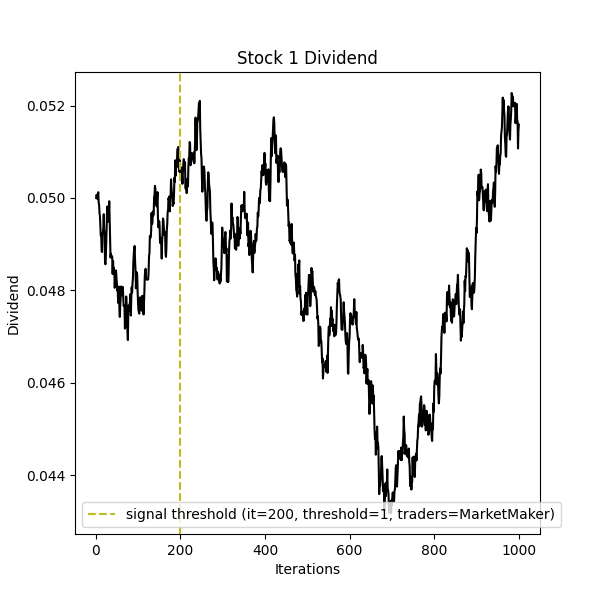 Stock 1 Dividend
0.052
0.050
0.048
0.046
0.044
Dividend
signal threshold (it=200, threshold=1, traders=MarketMaker)
0 200 400 600 800 1000
Iterations